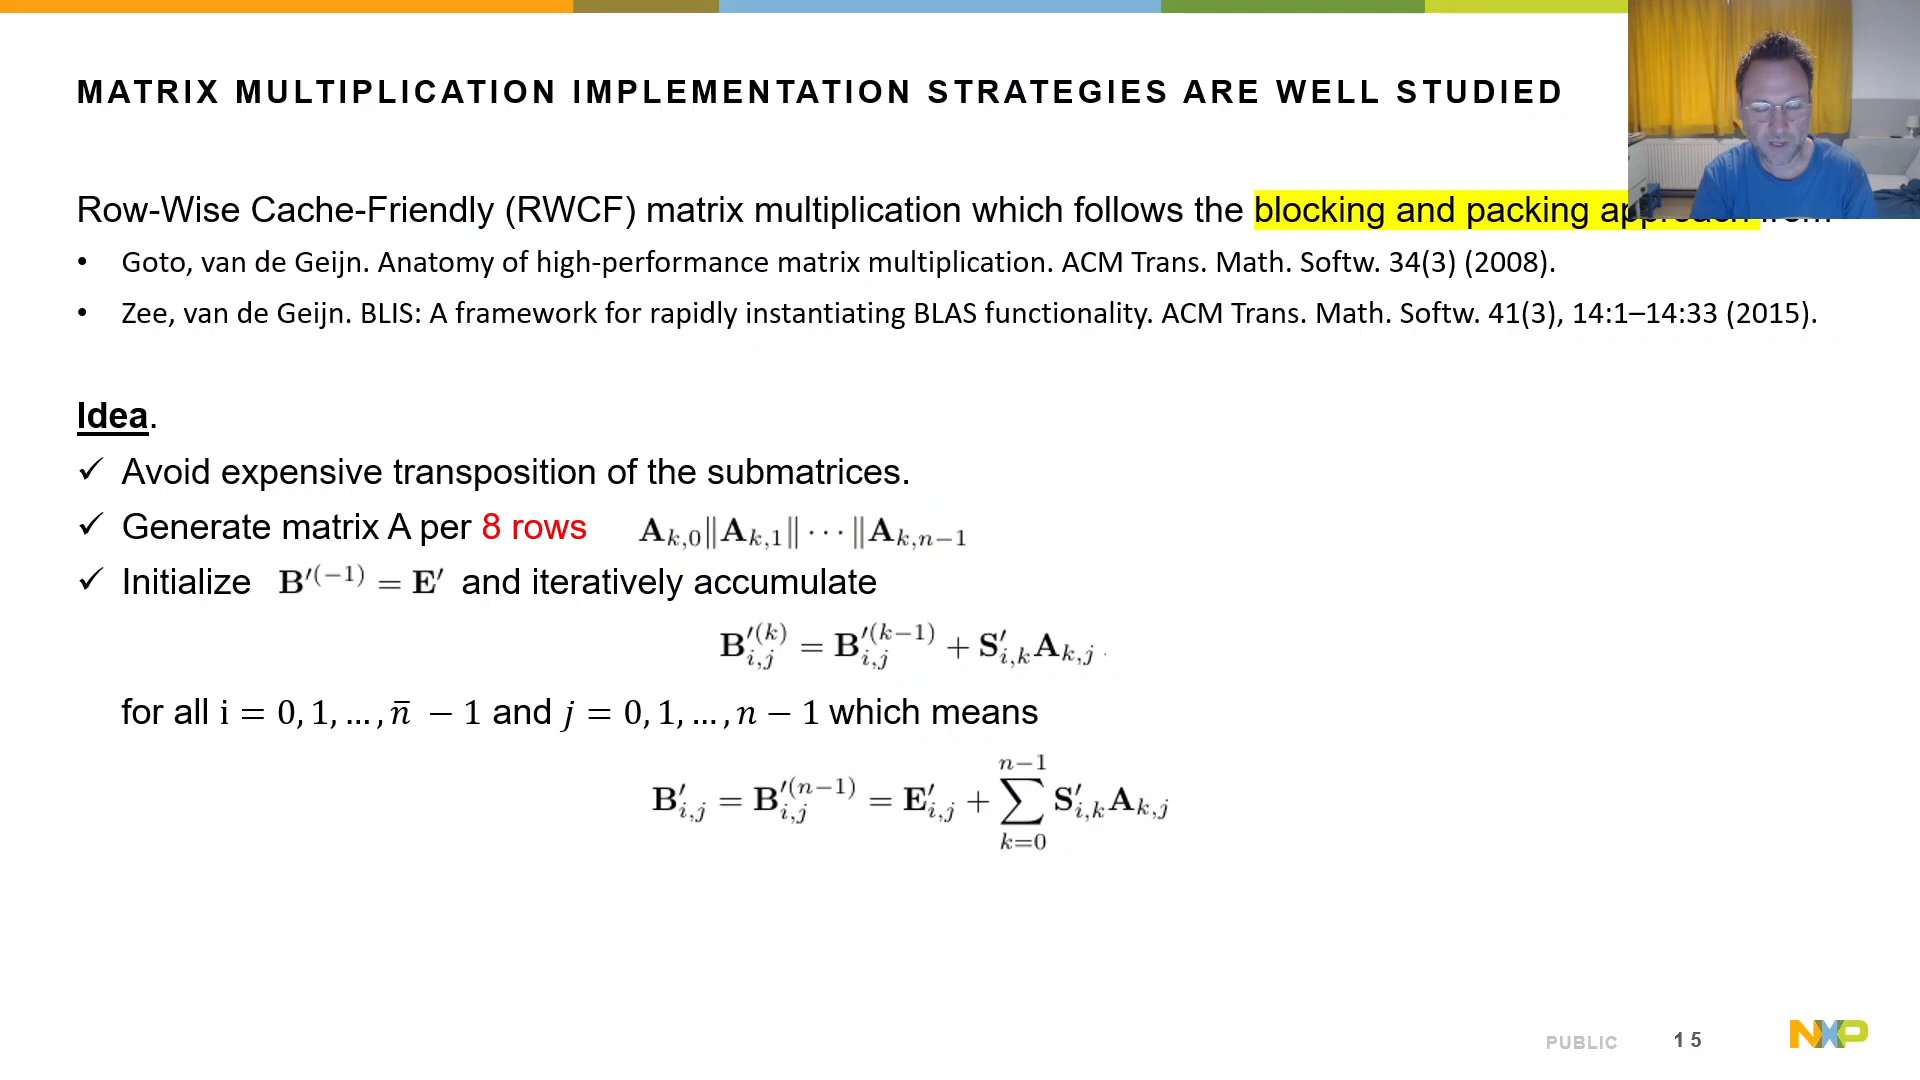 MATRIX MULTIPLICATION IMPLEMENTATION STRATEGIES ARE WELL STUDIED
Row-Wise Cache-Friendly (RWCF) matrix multiplication which follows the blocking and packing approach from
• Goto, van de Geijn. Anatomy of high-performance matrix multiplication. ACM Trans. Math. Softw. 34(3) (2008).
• Zee, van de Geijn. BLIS: A framework for rapidly instantiating BLAS functionality. ACM Trans. Math. Softw. 41(3), 14:1–14:33 (2015).
Idea.
✓ Avoid expensive transposition of the submatrices.
✓ Generate matrix A per 8 rows A_{k,0}‖A_{k,1}‖ ··· ‖A_{k,n−1}
✓ Initialize B′^{(−1)} = E′ and iteratively accumulate
B′^{(k)}_{i,j} = B′^{(k−1)}_{i,j} + S′_{i,k}A_{k,j}
for all i = 0, 1, …, n̄ − 1 and j = 0, 1, …, n − 1 which means
B′_{i,j} = B′^{(n−1)}_{i,j} = E′_{i,j} + ∑_{k=0}^{n−1} S′_{i,k}A_{k,j}
PUBLIC 15 NXP